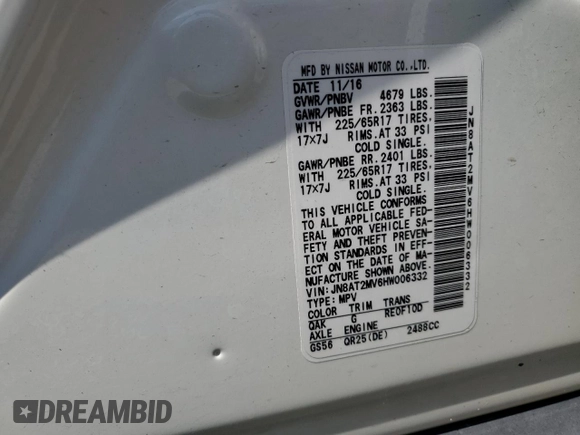 MFD BY NISSAN MOTOR CO.,LTD.
DATE 11/16
GVWR/PNBV 4679 LBS.
GAWR/PNBE FR. 2363 LBS.
WITH 225/65R17 TIRES.
17×7J RIMS.AT 33 PSI
COLD SINGLE.
GAWR/PNBE RR. 2401 LBS.
WITH 225/65R17 TIRES.
17×7J RIMS.AT 33 PSI
COLD SINGLE.
THIS VEHICLE CONFORMS
TO ALL APPLICABLE FED-
ERAL MOTOR VEHICLE SA-
FETY AND THEFT PREVEN-
TION STANDARDS IN EFF-
ECT ON THE DATE OF MA-
NUFACTURE SHOWN ABOVE.
VIN: JN8AT2MV6HW006332
TYPE: MPV
COLOR TRIM TRANS
QAK G RE0F10D
AXLE ENGINE
GS56 QR25(DE) 2488CC
JN8AT2MV6HW006332
DREAMBID